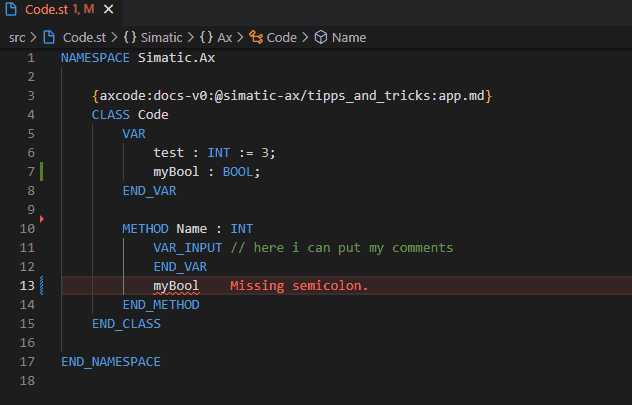 Code.st 1, M ×
src > Code.st > {} Simatic > {} Ax > Code > Name
1 NAMESPACE Simatic.Ax
2
3 {axcode:docs-v0:@simatic-ax/tipps_and_tricks:app.md}
4 CLASS Code
5 VAR
6 test : INT := 3;
7 myBool : BOOL;
8 END_VAR
9
10 METHOD Name : INT
11 VAR_INPUT // here i can put my comments
12 END_VAR
13 myBool Missing semicolon.
14 END_METHOD
15 END_CLASS
16
17 END_NAMESPACE
18